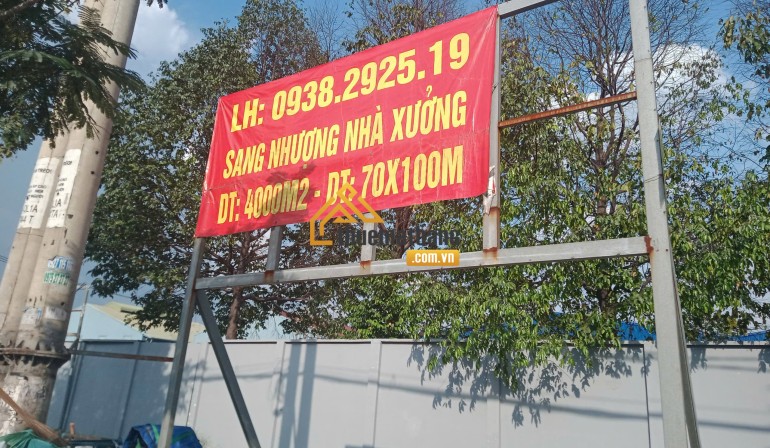 LH: 0938.2925.19
SANG NHƯỢNG NHÀ XƯỞNG
DT: 4000M2 - DT: 70X100M
.com.vn